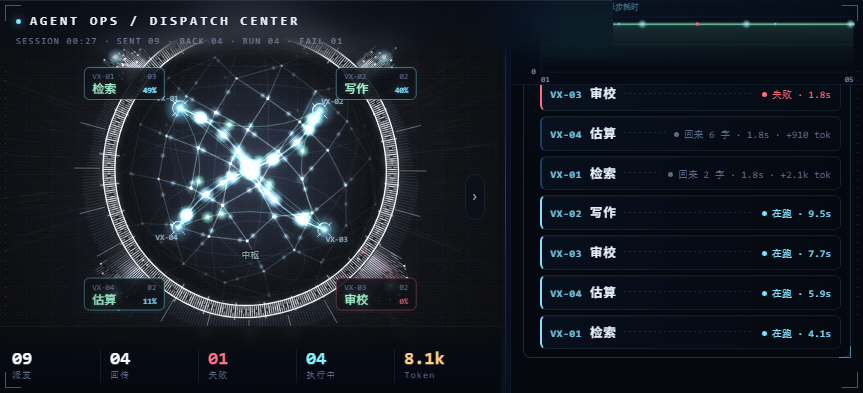 AGENT OPS / DISPATCH CENTER
SESSION 00:27 · SENT 09 · BACK 04 · RUN 04 · FAIL 01
VX-01 03
检索 49%
VX-02 02
写作 40%
VX-02
VX-04
VX-03
中枢
VX-04 02
估算 11%
VX-03 02
审校 0%
09 派发
04 回传
01 失败
04 执行中
8.1k Token
步耗时
0
01 05
VX-03 审校 失败 · 1.8s
VX-04 估算 回来 6 字 · 1.8s · +910 tok
VX-01 检索 回来 2 字 · 1.8s · +2.1k tok
VX-02 写作 在跑 · 9.5s
VX-03 审校 在跑 · 7.7s
VX-04 估算 在跑 · 5.9s
VX-01 检索 在跑 · 4.1s